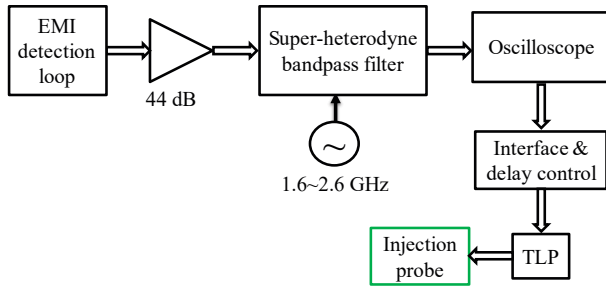 EMI
detection
loop
44 dB
Super-heterodyne
bandpass filter
~
1.6~2.6 GHz
Oscilloscope
Interface &
delay control
TLP
Injection
probe